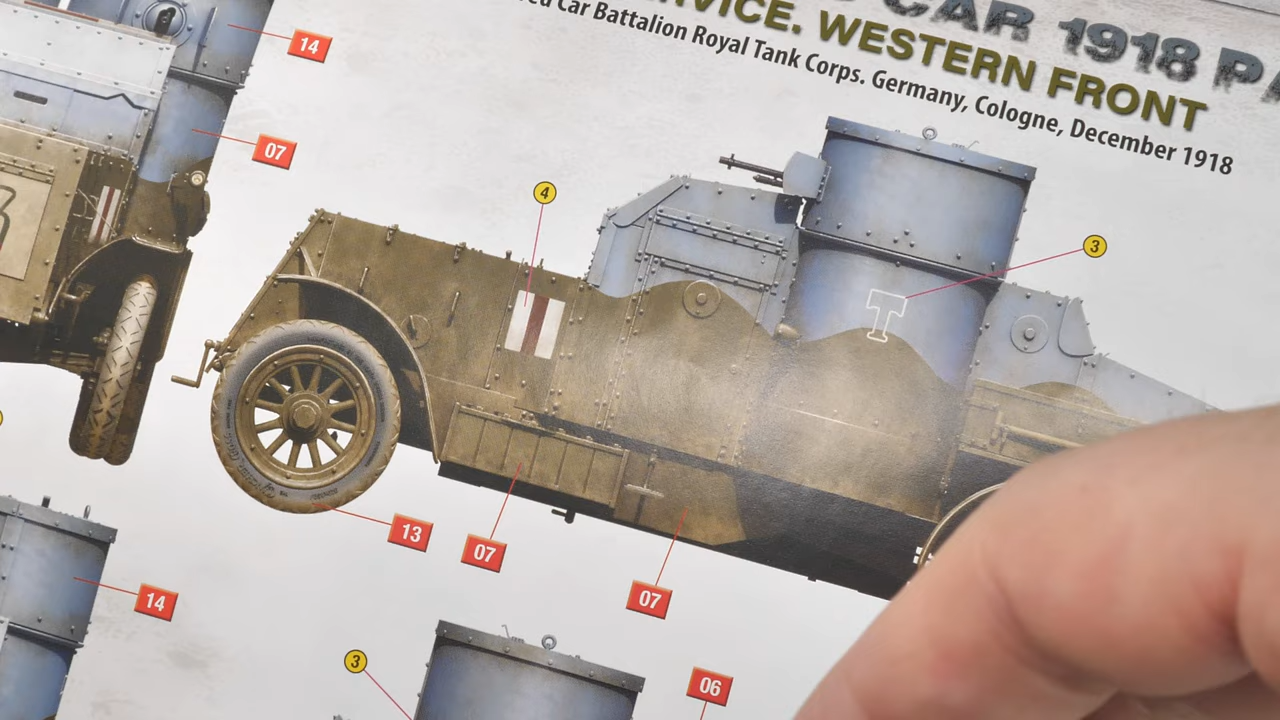 CAR 1918
SERVICE. WESTERN FRONT
Car Battalion Royal Tank Corps. Germany, Cologne, December 1918
14
07
4
3
T
13
07
07
14
3
06